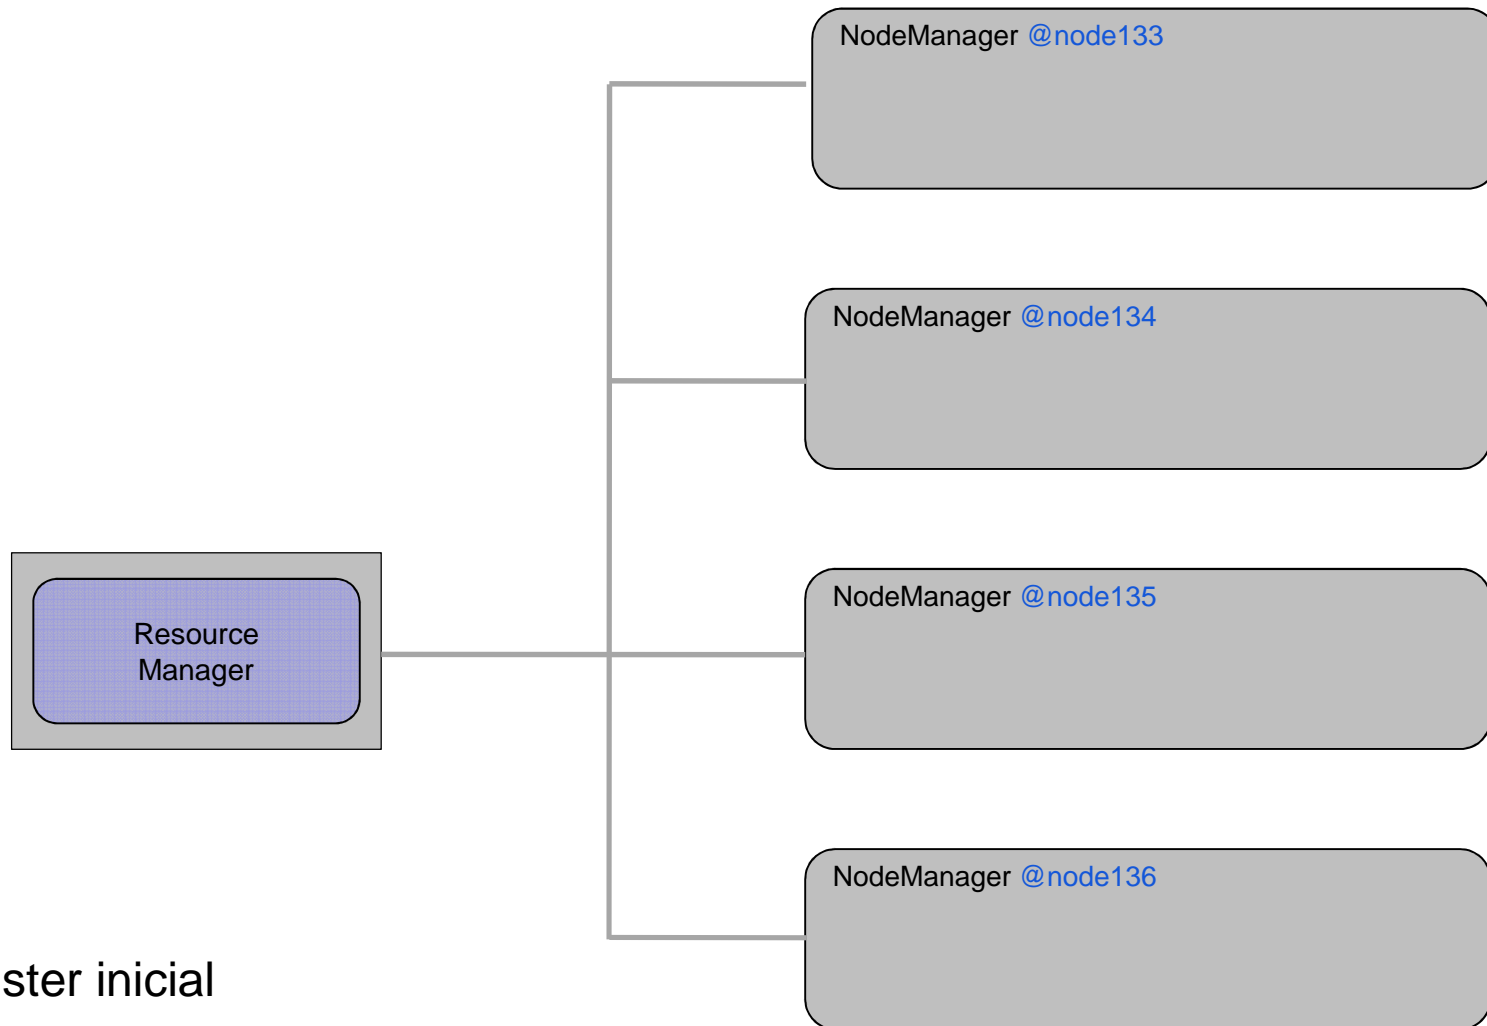 NodeManager @node133
NodeManager @node134
NodeManager @node135
Resource
Manager
NodeManager @node136
ster inicial